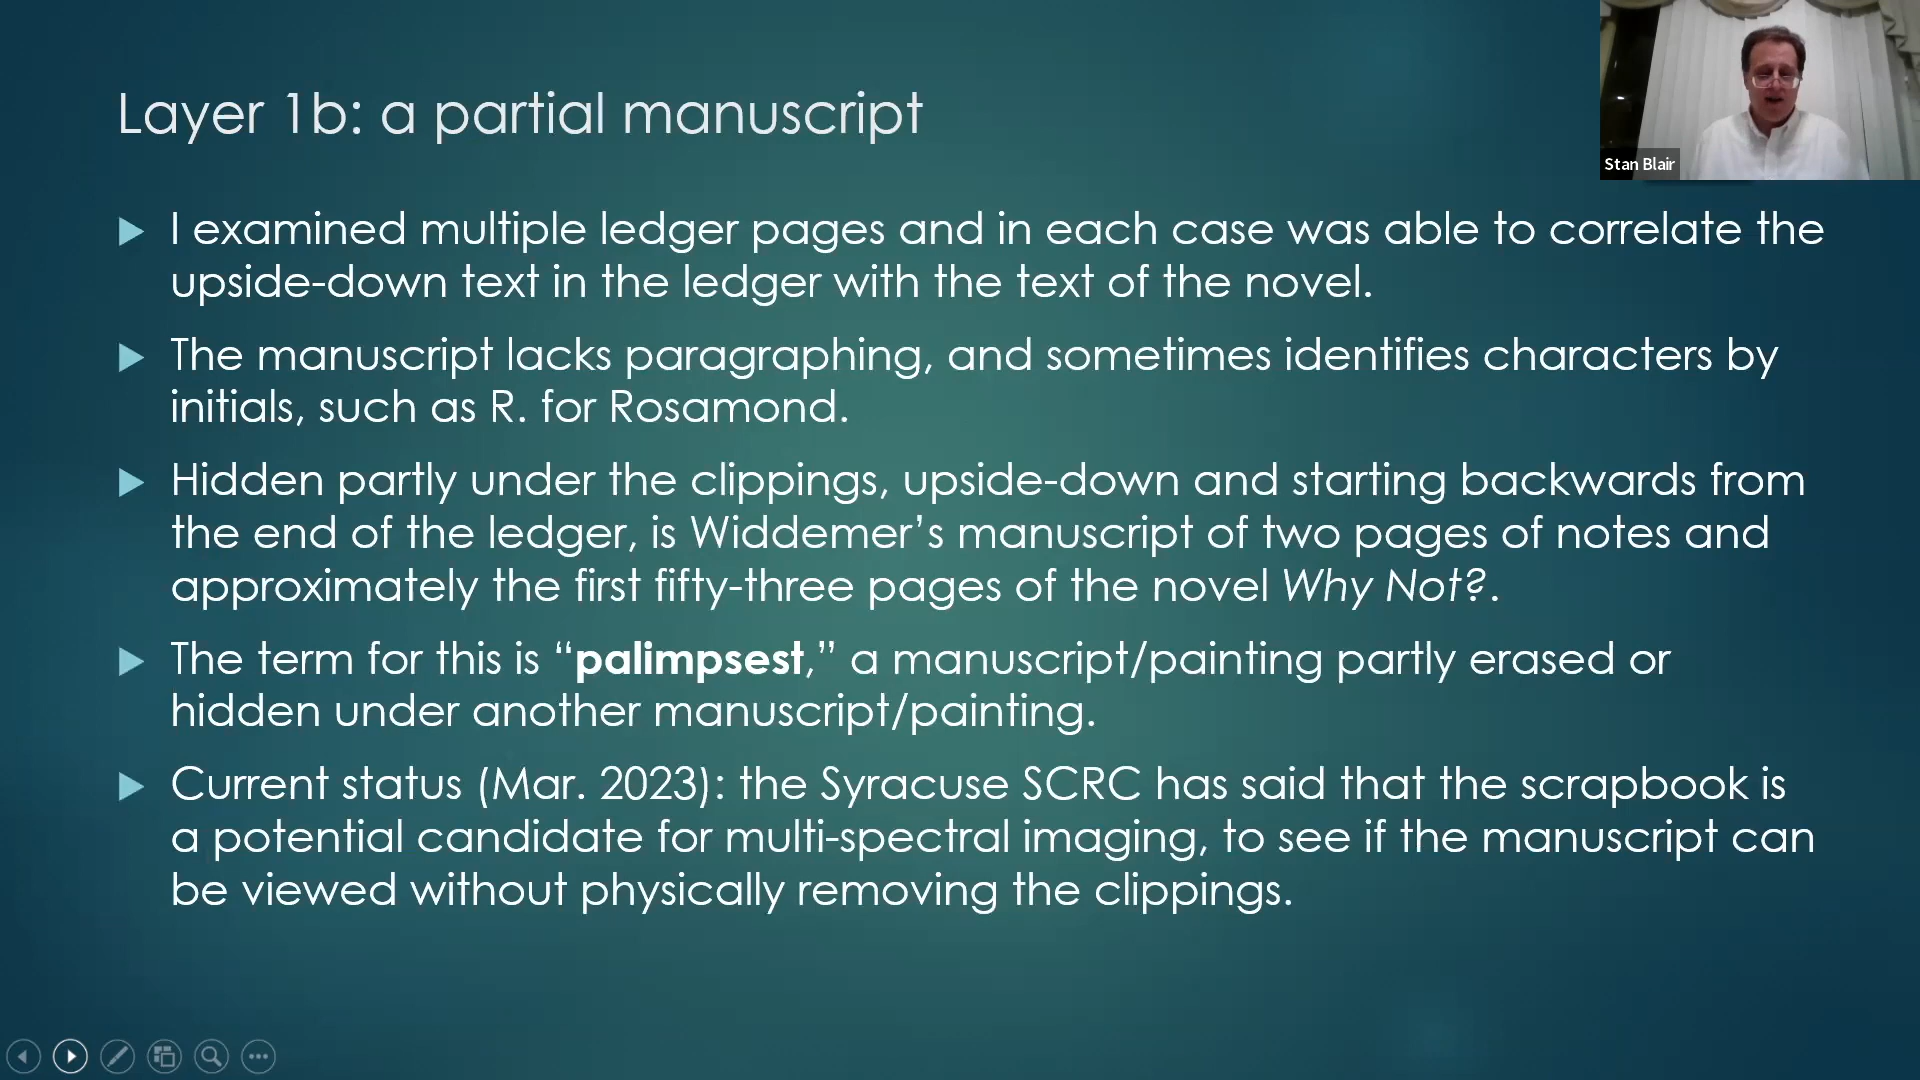 Layer 1b: a partial manuscript
Stan Blair
I examined multiple ledger pages and in each case was able to correlate the
upside-down text in the ledger with the text of the novel.
The manuscript lacks paragraphing, and sometimes identifies characters by
initials, such as R. for Rosamond.
Hidden partly under the clippings, upside-down and starting backwards from
the end of the ledger, is Widdemer’s manuscript of two pages of notes and
approximately the first fifty-three pages of the novel Why Not?.
The term for this is “palimpsest,” a manuscript/painting partly erased or
hidden under another manuscript/painting.
Current status (Mar. 2023): the Syracuse SCRC has said that the scrapbook is
a potential candidate for multi-spectral imaging, to see if the manuscript can
be viewed without physically removing the clippings.